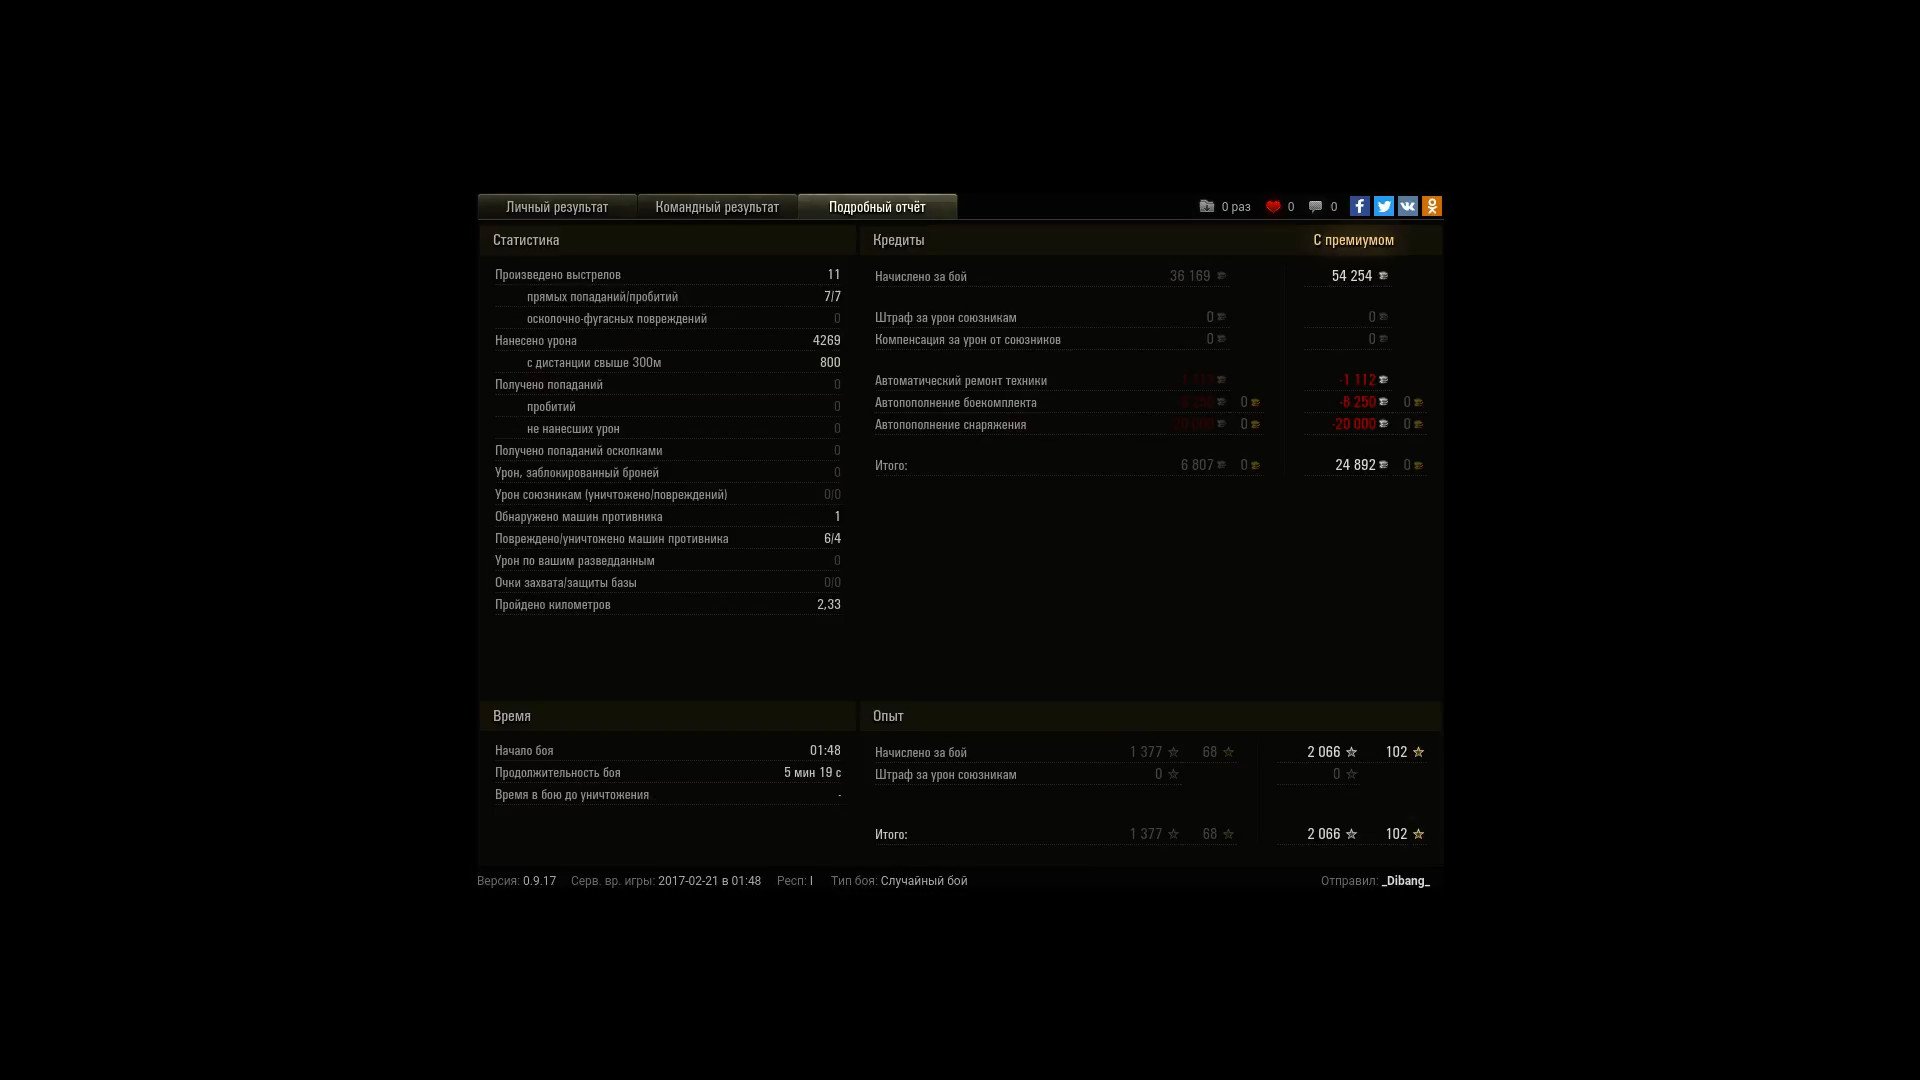 Личный результат Командный результат Подробный отчёт 0 раз 0 0
Статистика
Произведено выстрелов 11
прямых попаданий/пробитий 7/7
осколочно-фугасных повреждений 0
Нанесено урона 4269
с дистанции свыше 300м 800
Получено попаданий 0
пробитий 0
не нанесших урон 0
Получено попаданий осколками 0
Урон, заблокированный броней 0
Урон союзникам (уничтожено/повреждений) 0/0
Обнаружено машин противника 1
Повреждено/уничтожено машин противника 6/4
Урон по вашим разведданным 0
Очки захвата/защиты базы 0/0
Пройдено километров 2,33
Кредиты С премиумом
Начислено за бой 36 169 54 254
Штраф за урон союзникам 0 0
Компенсация за урон от союзников 0 0
Автоматический ремонт техники -1 112
Автопополнение боекомплекта 0 -8 250 0
Автопополнение снаряжения 0 -20 000 0
Итого: 6 807 0 24 892 0
Время
Начало боя 01:48
Продолжительность боя 5 мин 19 с
Время в бою до уничтожения -
Опыт
Начислено за бой 1 377 68 2 066 102
Штраф за урон союзникам 0 0
Итого: 1 377 68 2 066 102
Версия: 0.9.17 Серв. вр. игры: 2017-02-21 в 01:48 Респ: I Тип боя: Случайный бой Отправил: _Dibang_